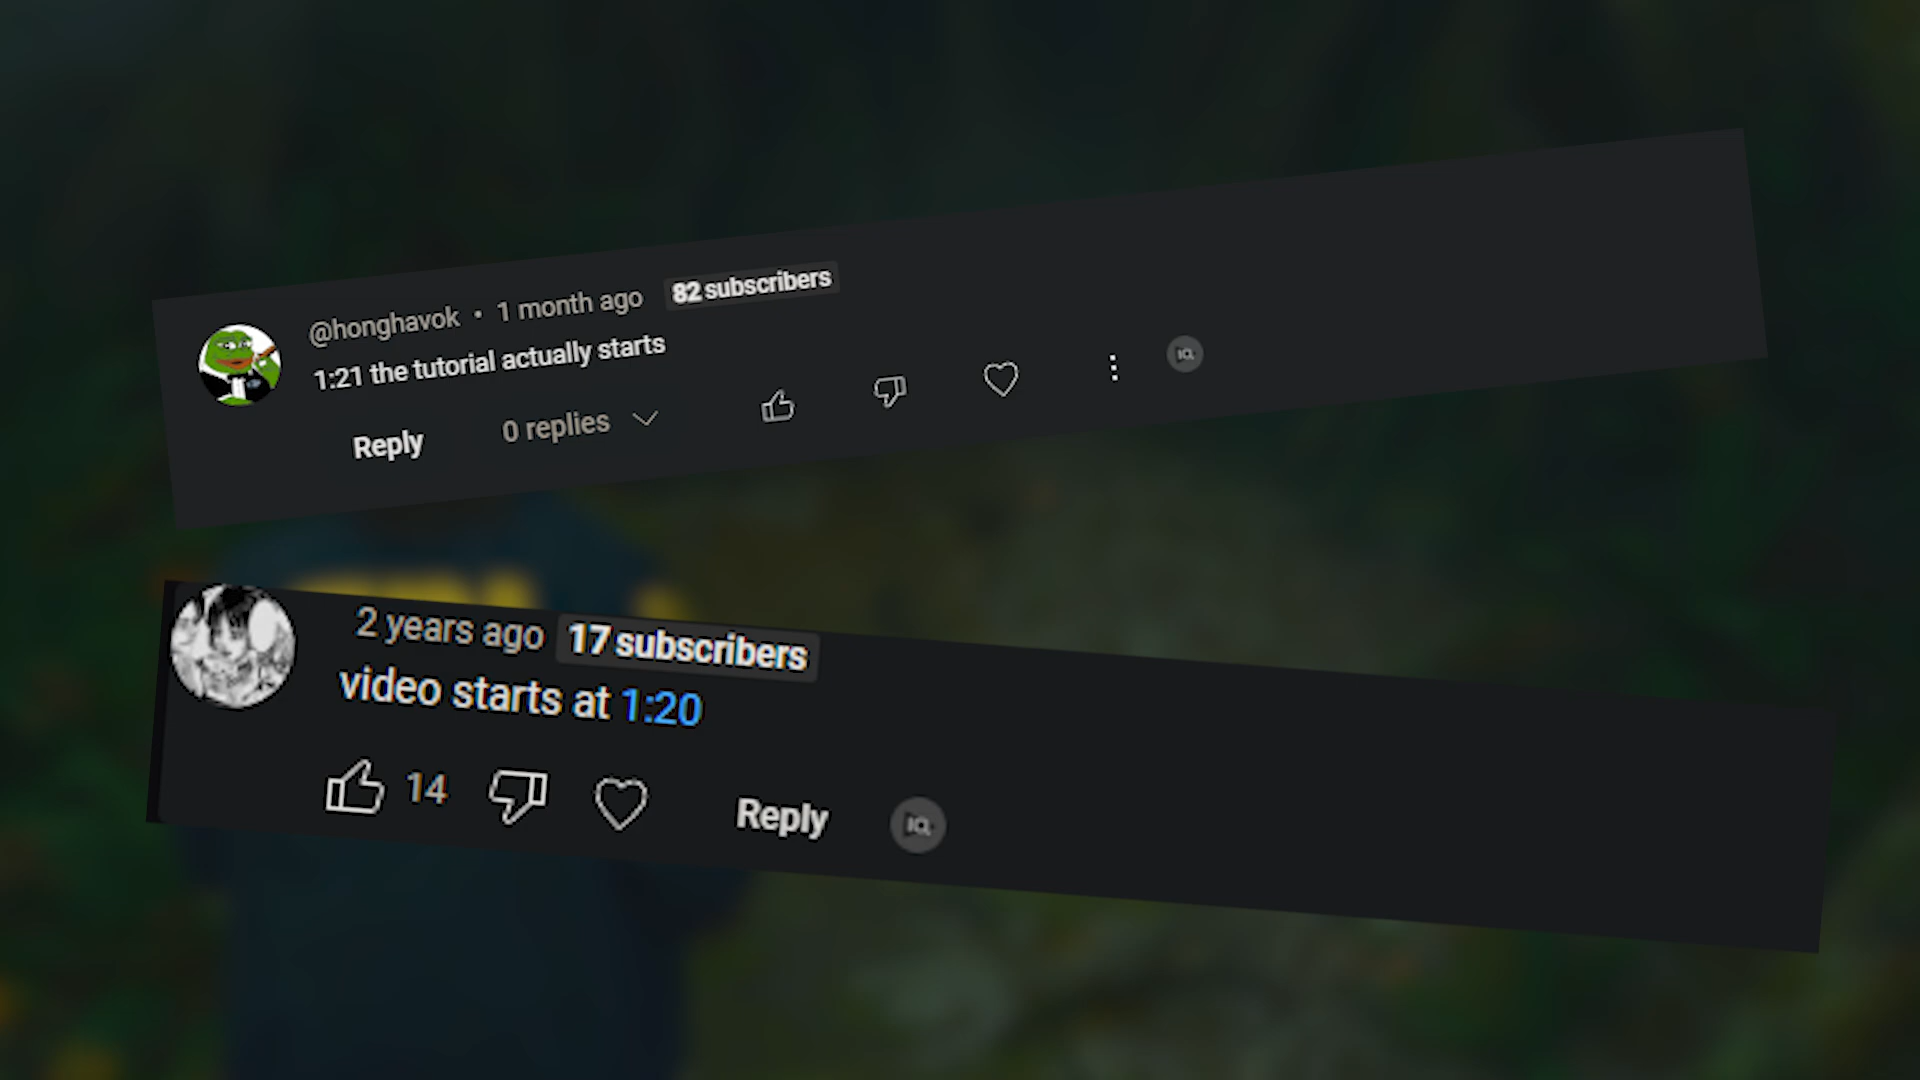 @honghavok • 1 month ago 82 subscribers
1:21 the tutorial actually starts
Reply 0 replies
2 years ago 17 subscribers
video starts at 1:20
14 Reply